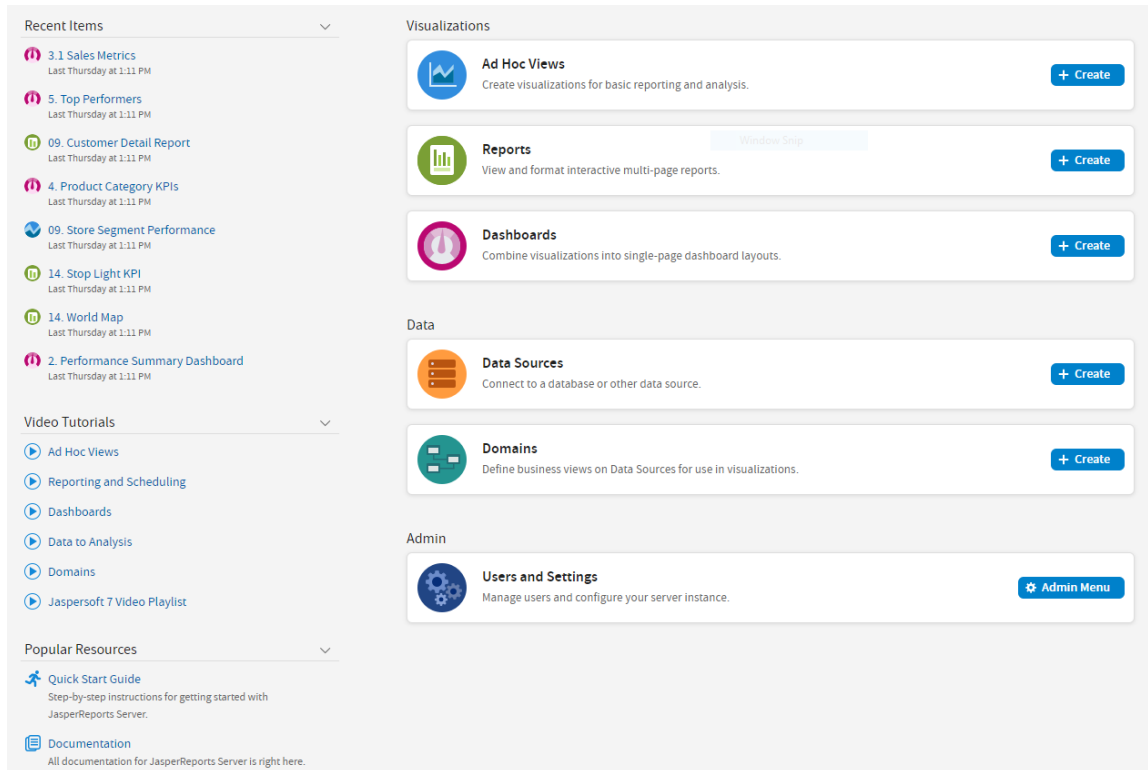 Recent Items
3.1 Sales Metrics
Last Thursday at 1:11 PM
5. Top Performers
Last Thursday at 1:11 PM
09. Customer Detail Report
Last Thursday at 1:11 PM
4. Product Category KPIs
Last Thursday at 1:11 PM
09. Store Segment Performance
Last Thursday at 1:11 PM
14. Stop Light KPI
Last Thursday at 1:11 PM
14. World Map
Last Thursday at 1:11 PM
2. Performance Summary Dashboard
Last Thursday at 1:11 PM
Video Tutorials
Ad Hoc Views
Reporting and Scheduling
Dashboards
Data to Analysis
Domains
Jaspersoft 7 Video Playlist
Popular Resources
Quick Start Guide
Step-by-step instructions for getting started with
JasperReports Server.
Documentation
All documentation for JasperReports Server is right here.
Visualizations
Ad Hoc Views
Create visualizations for basic reporting and analysis.
+ Create
Window Snip
Reports
View and format interactive multi-page reports.
+ Create
Dashboards
Combine visualizations into single-page dashboard layouts.
+ Create
Data
Data Sources
Connect to a database or other data source.
+ Create
Domains
Define business views on Data Sources for use in visualizations.
+ Create
Admin
Users and Settings
Manage users and configure your server instance.
Admin Menu